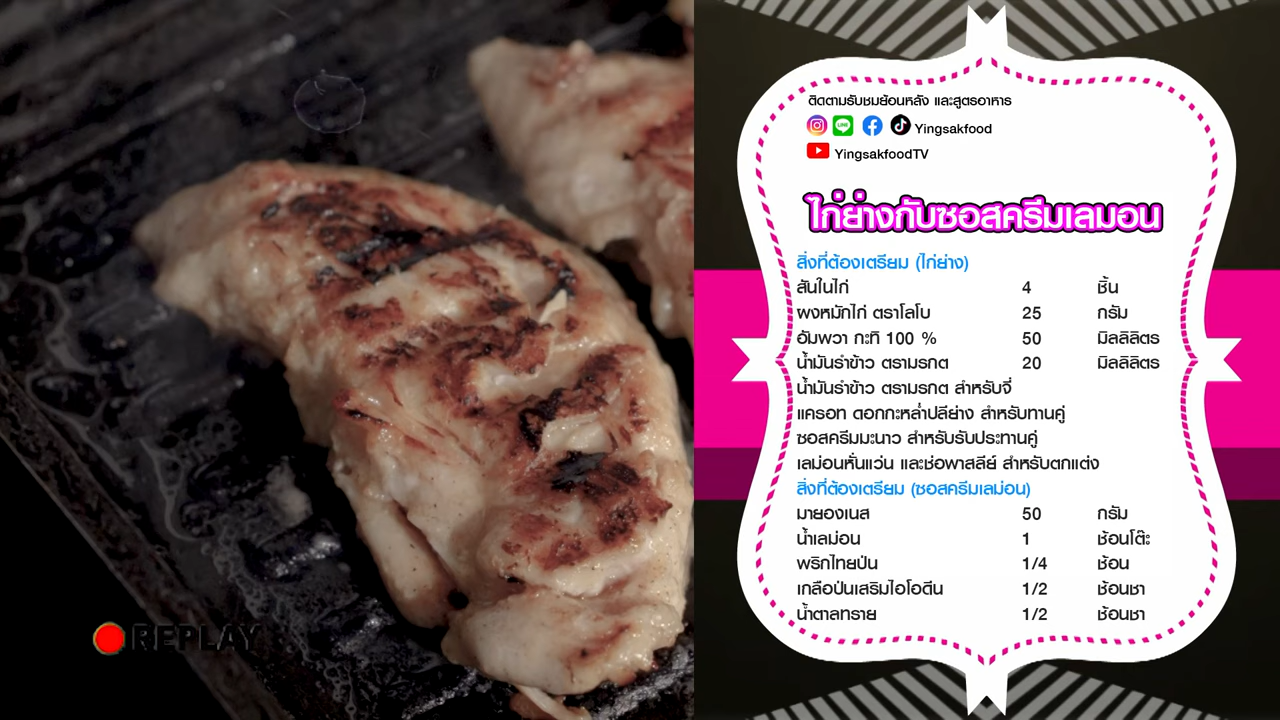 ติดตามรับชมย้อนหลัง และสูตรอาหาร
LINE Yingsakfood
YingsakfoodTV
ไก่ย่างกับซอสครีมเลมอน
สิ่งที่ต้องเตรียม (ไก่ย่าง)
สันในไก่ 4 ชิ้น
ผงหมักไก่ ตราโลโบ 25 กรัม
อัมพวา กะทิ 100 % 50 มิลลิลิตร
น้ำมันรำข้าว ตรามรกต 20 มิลลิลิตร
น้ำมันรำข้าว ตรามรกต สำหรับจี่
แครอท ดอกกะหล่ำปลีย่าง สำหรับทานคู่
ซอสครีมมะนาว สำหรับรับประทานคู่
เลม่อนหั่นแว่น และช่อพาสลีย์ สำหรับตกแต่ง
สิ่งที่ต้องเตรียม (ซอสครีมเลม่อน)
มายองเนส 50 กรัม
น้ำเลม่อน 1 ช้อนโต๊ะ
พริกไทยป่น 1/4 ช้อน
เกลือป่นเสริมไอโอดีน 1/2 ช้อนชา
น้ำตาลทราย 1/2 ช้อนชา
REPLAY